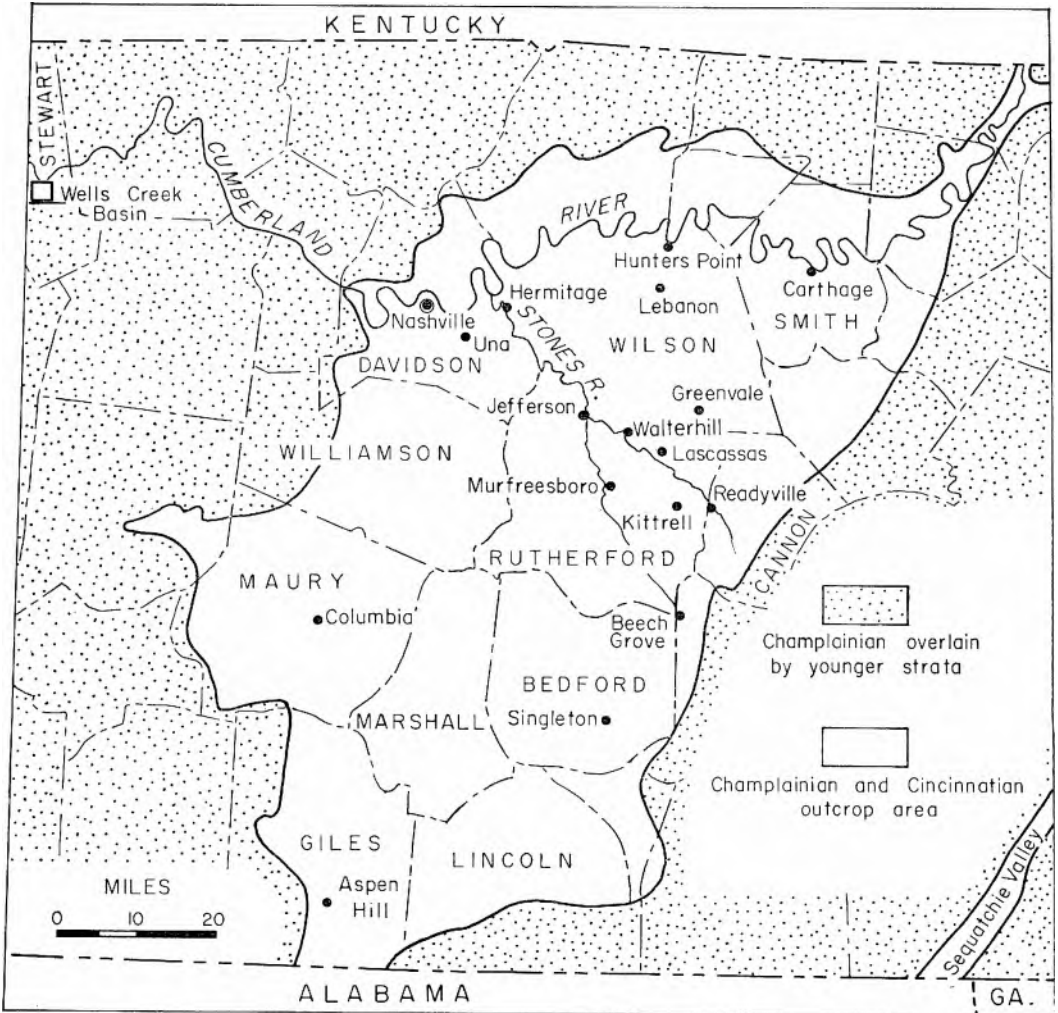 KENTUCKY
STEWART
Wells Creek
Basin
CUMBERLAND
RIVER
Hunters Point
Carthage
Hermitage
Lebanon
SMITH
Nashville
STONES R.
WILSON
Una
DAVIDSON
Greenvale
Jefferson
Walterhill
WILLIAMSON
Lascassas
Murfreesboro
Readyville
Kittrell
RUTHERFORD
CANNON
MAURY
Columbia
Beech
Grove
Champlainian overlain
by younger strata
BEDFORD
MARSHALL
Singleton
Champlainian and Cincinnatian
outcrop area
GILES
LINCOLN
MILES
0 10 20
Aspen
Hill
Sequatchie Valley
ALABAMA
GA.